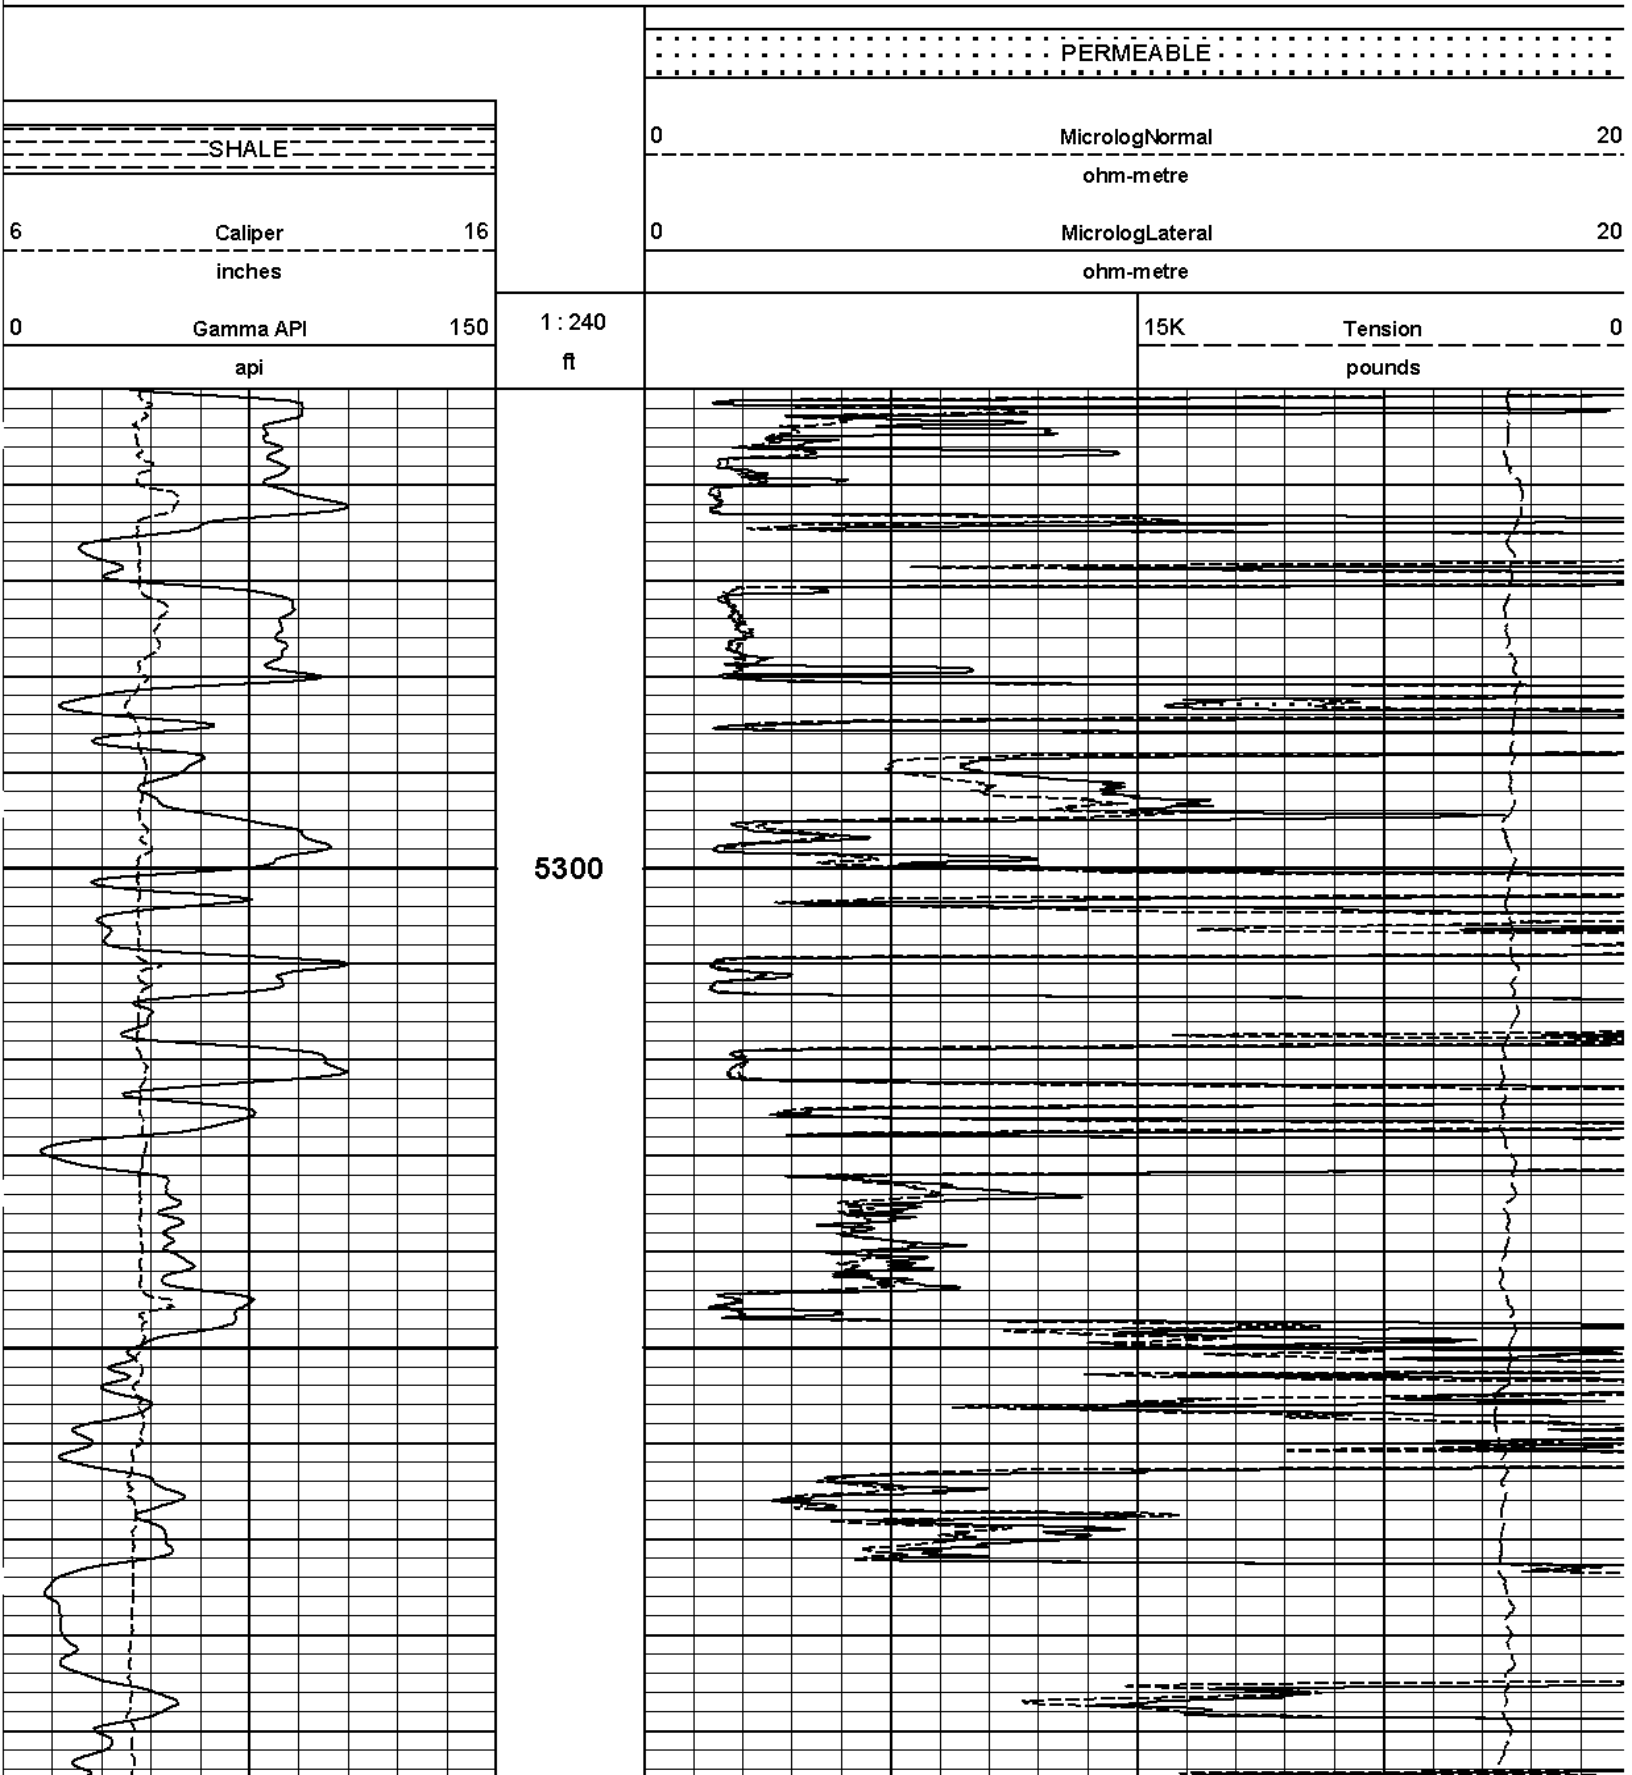 PERMEABLE
0 MicrologNormal 20
SHALE
ohm-metre
6 Caliper 16
0 MicrologLateral 20
inches
ohm-metre
0 Gamma API 150
1 : 240
15K Tension 0
api
ft
pounds
5300